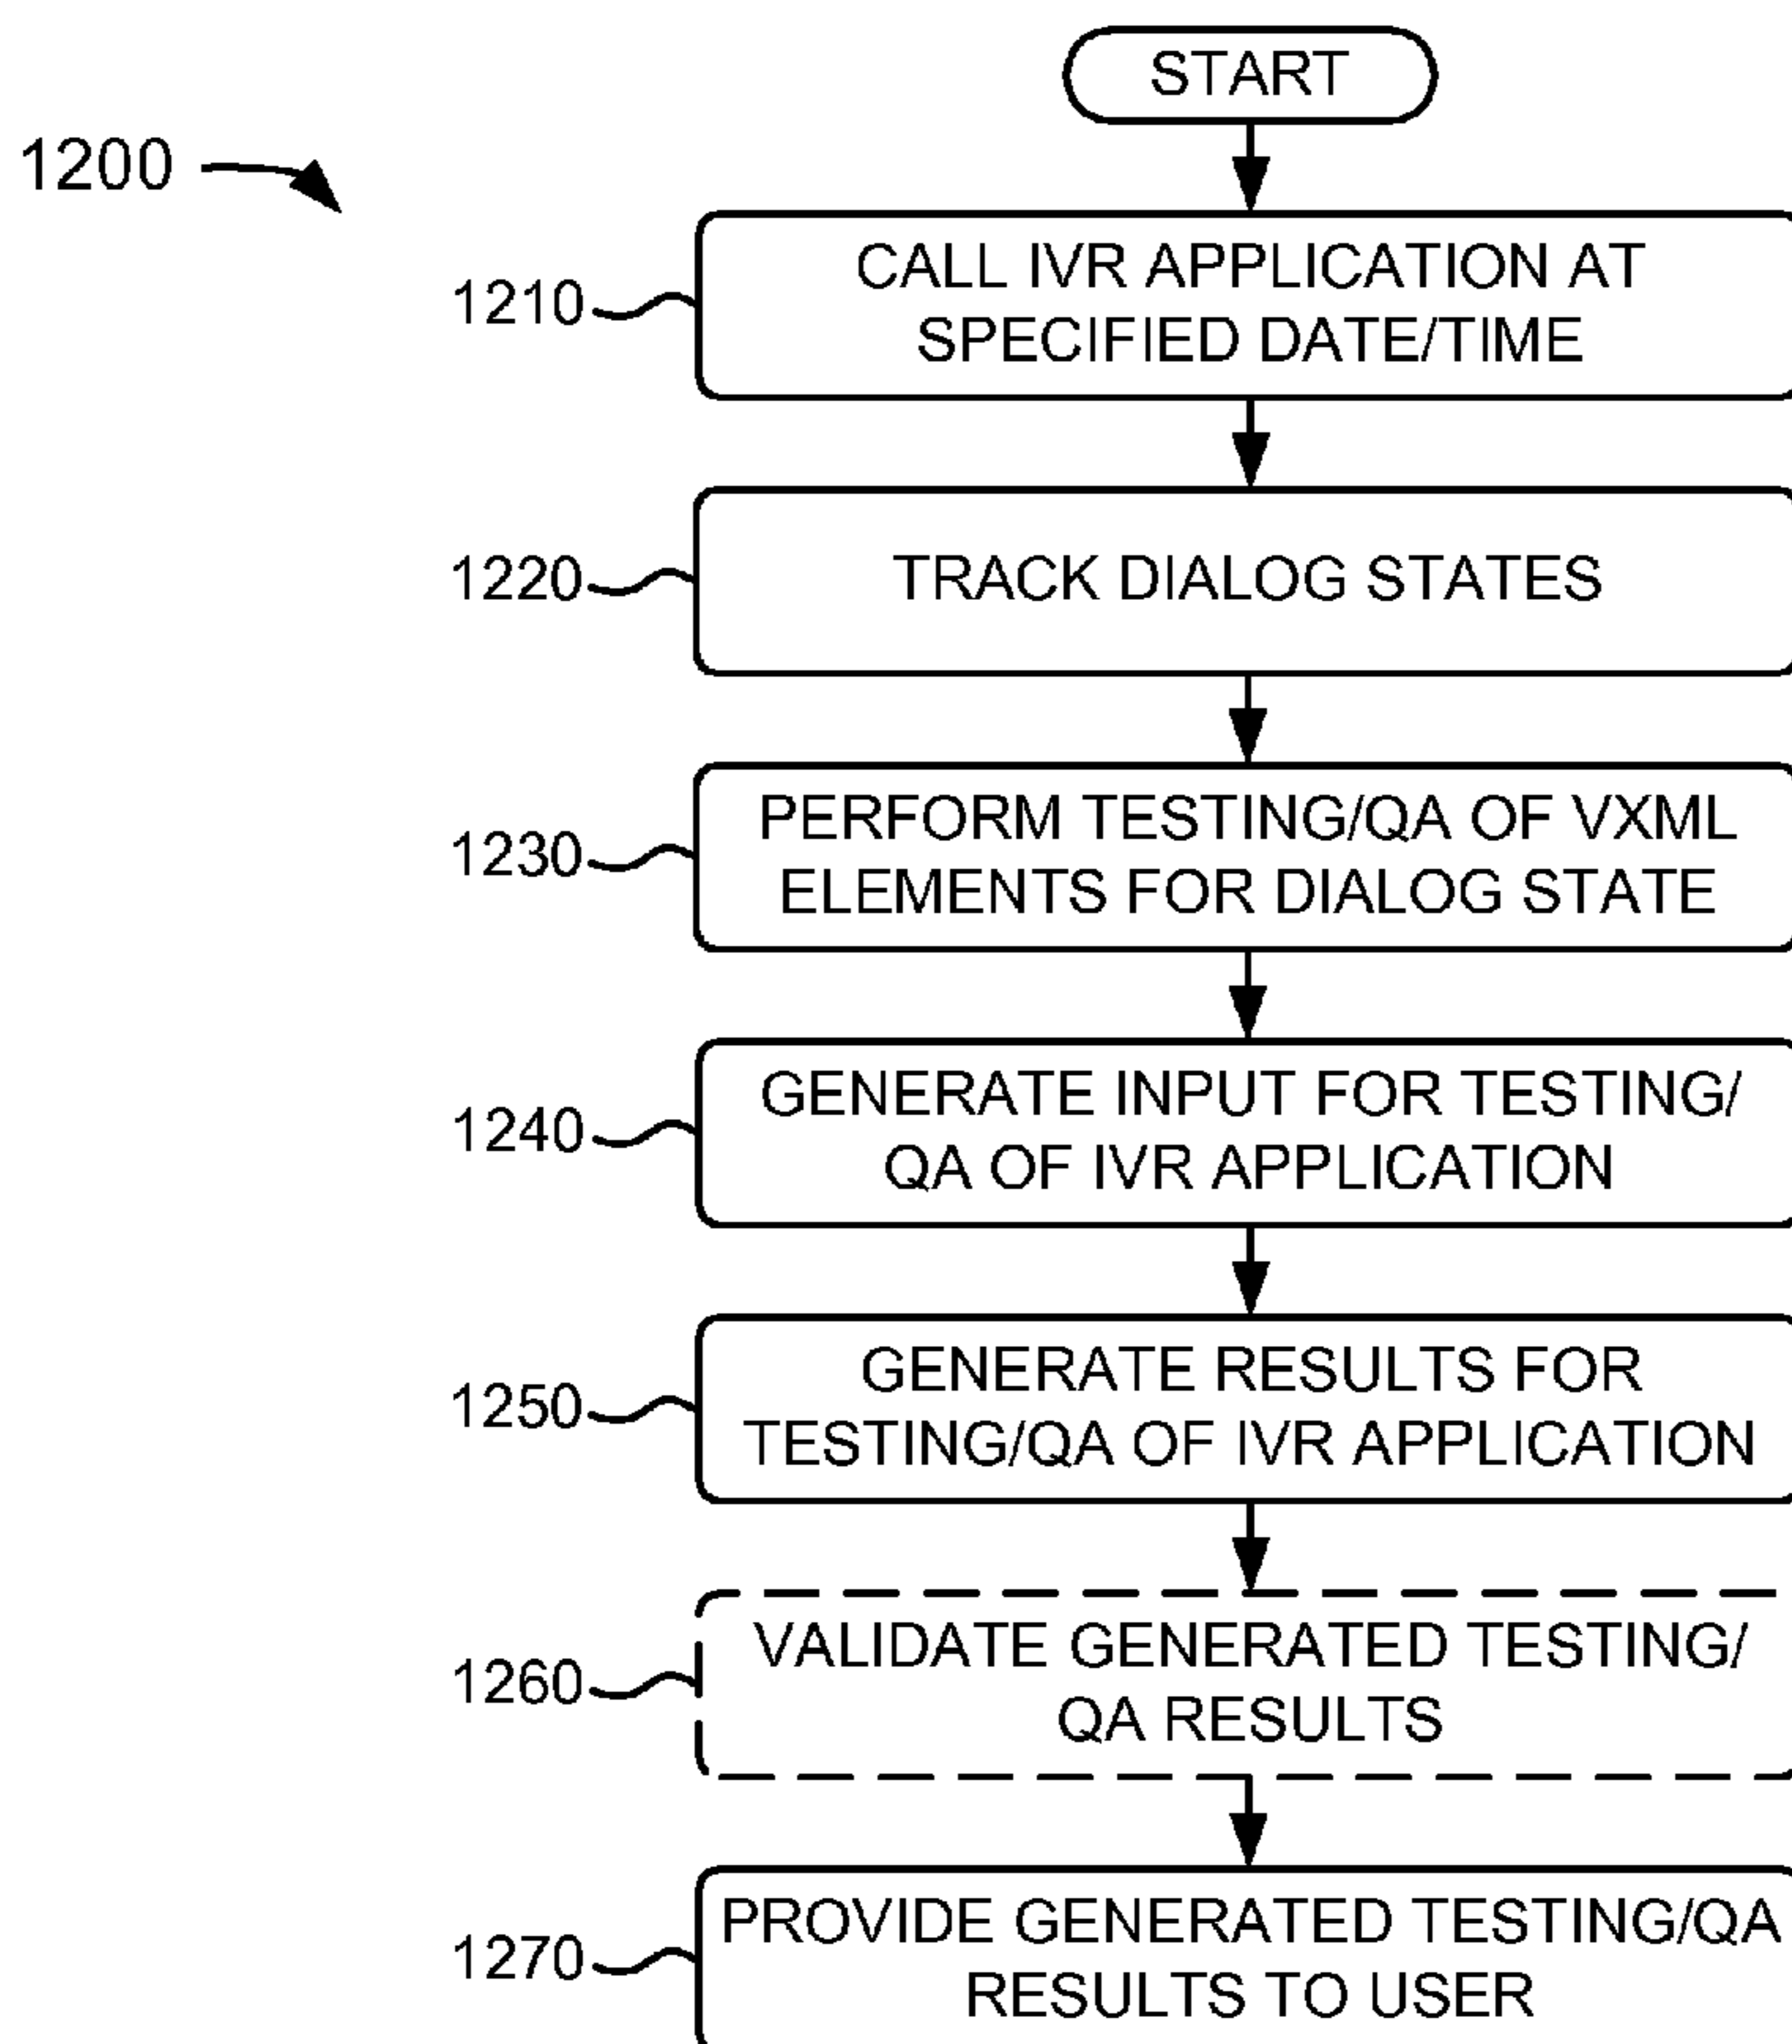 START
1200
1210
CALL IVR APPLICATION AT
SPECIFIED DATE/TIME
1220
TRACK DIALOG STATES
1230
PERFORM TESTING/QA OF VXML
ELEMENTS FOR DIALOG STATE
1240
GENERATE INPUT FOR TESTING/
QA OF IVR APPLICATION
1250
GENERATE RESULTS FOR
TESTING/QA OF IVR APPLICATION
1260
VALIDATE GENERATED TESTING/
QA RESULTS
1270
PROVIDE GENERATED TESTING/QA
RESULTS TO USER